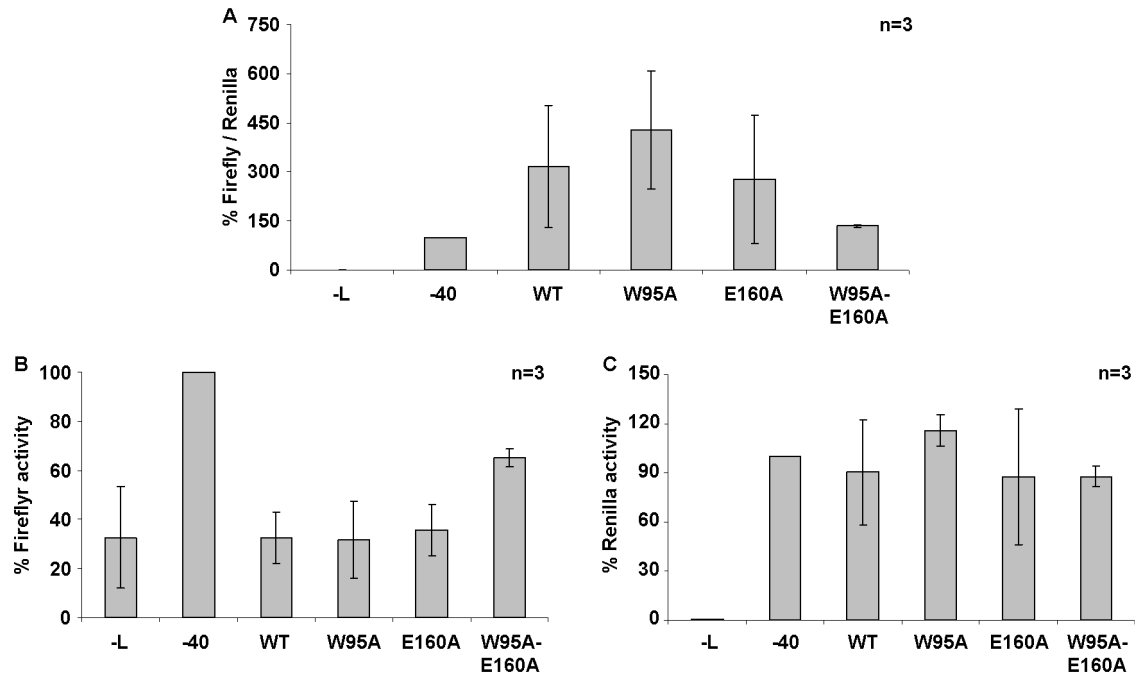 A
n=3
% Firefly / Renilla
750
600
450
300
150
0
-L -40 WT W95A E160A W95A-
E160A
B
n=3
% Fireflyr activity
100
80
60
40
20
0
-L -40 WT W95A E160A W95A-
E160A
C
n=3
% Renilla activity
150
120
90
60
30
0
-L -40 WT W95A E160A W95A-
E160A